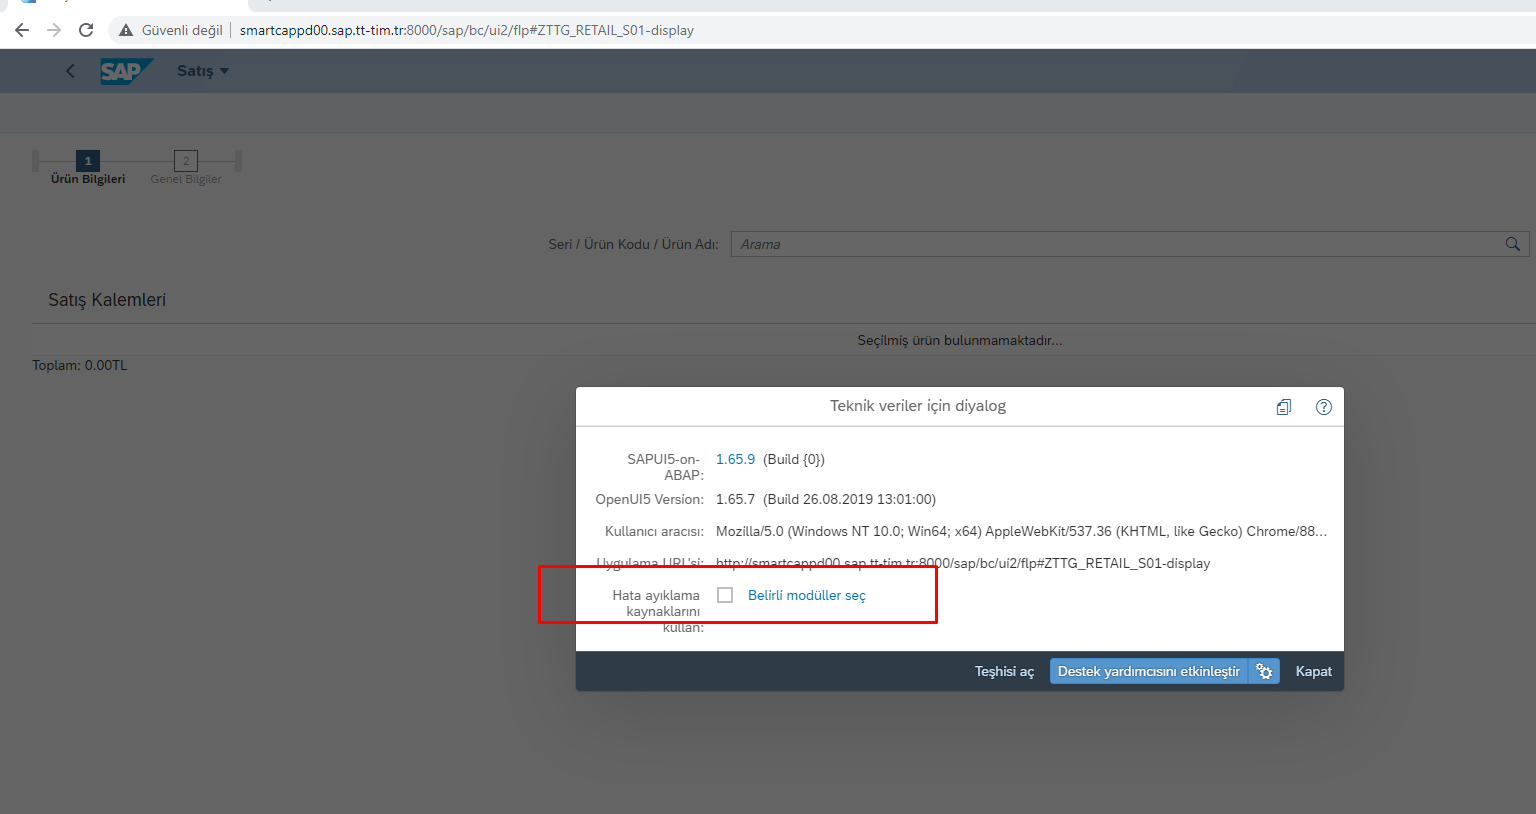 Güvenli değil
smartcappd00.sap.tt-tim.tr:8000/sap/bc/ui2/flp#ZTTG_RETAIL_S01-display
SAP
Satış
1
2
Ürün Bilgileri
Genel Bilgiler
Seri / Ürün Kodu / Ürün Adı:
Arama
Satış Kalemleri
Seçilmiş ürün bulunmamaktadır...
Toplam: 0.00TL
Teknik veriler için diyalog
SAPUI5-on-
ABAP:
1.65.9 (Build {0})
OpenUI5 Version:
1.65.7 (Build 26.08.2019 13:01:00)
Kullanıcı aracısı:
Mozilla/5.0 (Windows NT 10.0; Win64; x64) AppleWebKit/537.36 (KHTML, like Gecko) Chrome/88...
Uygulama URL'si:
http://smartcappd00.sap.tt-tim.tr:8000/sap/bc/ui2/flp#ZTTG_RETAIL_S01-display
Hata ayıklama
kaynaklarını
kullan:
Belirli modüller seç
Teşhisi aç
Destek yardımcısını etkinleştir
Kapat